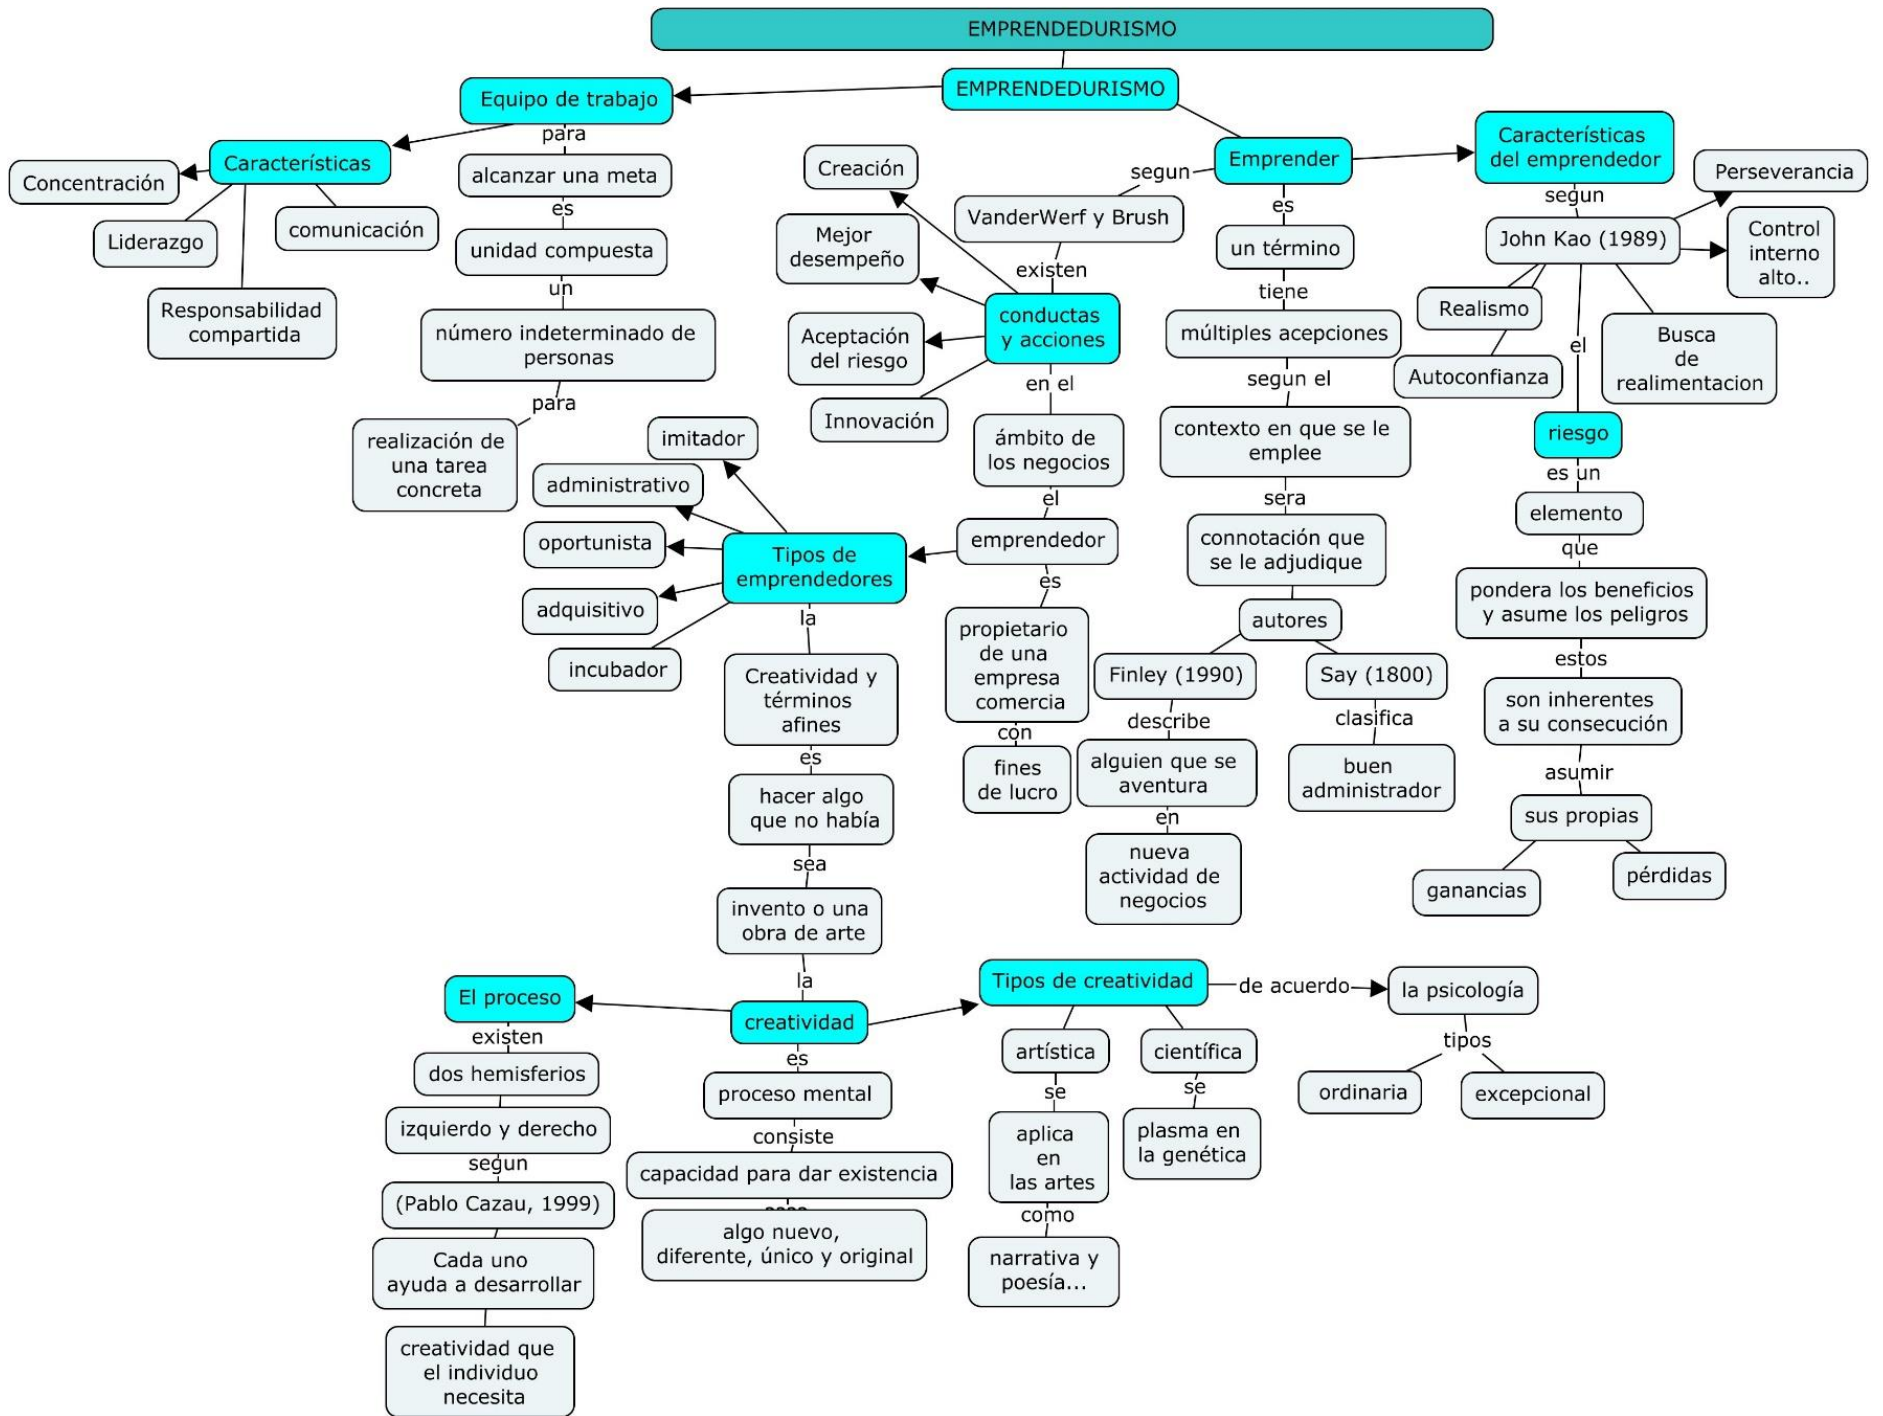 EMPRENDEDURISMO
EMPRENDEDURISMO
Equipo de trabajo
para
alcanzar una meta
es
unidad compuesta
un
número indeterminado de
personas
para
realización de
una tarea
concreta
Características
Concentración
Liderazgo
Responsabilidad
compartida
comunicación
Emprender
segun
VanderWerf y Brush
existen
conductas
y acciones
Creación
Mejor
desempeño
Aceptación
del riesgo
Innovación
en el
ámbito de
los negocios
el
emprendedor
es
propietario
de una
empresa
comercia
con
fines
de lucro
Tipos de
emprendedores
imitador
administrativo
oportunista
adquisitivo
incubador
la
Creatividad y
términos
afines
es
hacer algo
que no había
sea
invento o una
obra de arte
la
creatividad
es
proceso mental
consiste
capacidad para dar existencia
algo nuevo,
diferente, único y original
El proceso
existen
dos hemisferios
izquierdo y derecho
segun
(Pablo Cazau, 1999)
Cada uno
ayuda a desarrollar
creatividad que
el individuo
necesita
Tipos de creatividad
artística
se
aplica
en
las artes
como
narrativa y
poesía...
científica
se
plasma en
la genética
de acuerdo
la psicología
tipos
ordinaria
excepcional
es
un término
tiene
múltiples acepciones
segun el
contexto en que se le
emplee
sera
connotación que
se le adjudique
autores
Finley (1990)
describe
alguien que se
aventura
en
nueva
actividad de
negocios
Say (1800)
clasifica
buen
administrador
Características
del emprendedor
segun
John Kao (1989)
Perseverancia
Control
interno
alto..
Realismo
Autoconfianza
Busca
de
realimentacion
el
riesgo
es un
elemento
que
pondera los beneficios
y asume los peligros
estos
son inherentes
a su consecución
asumir
sus propias
ganancias
pérdidas